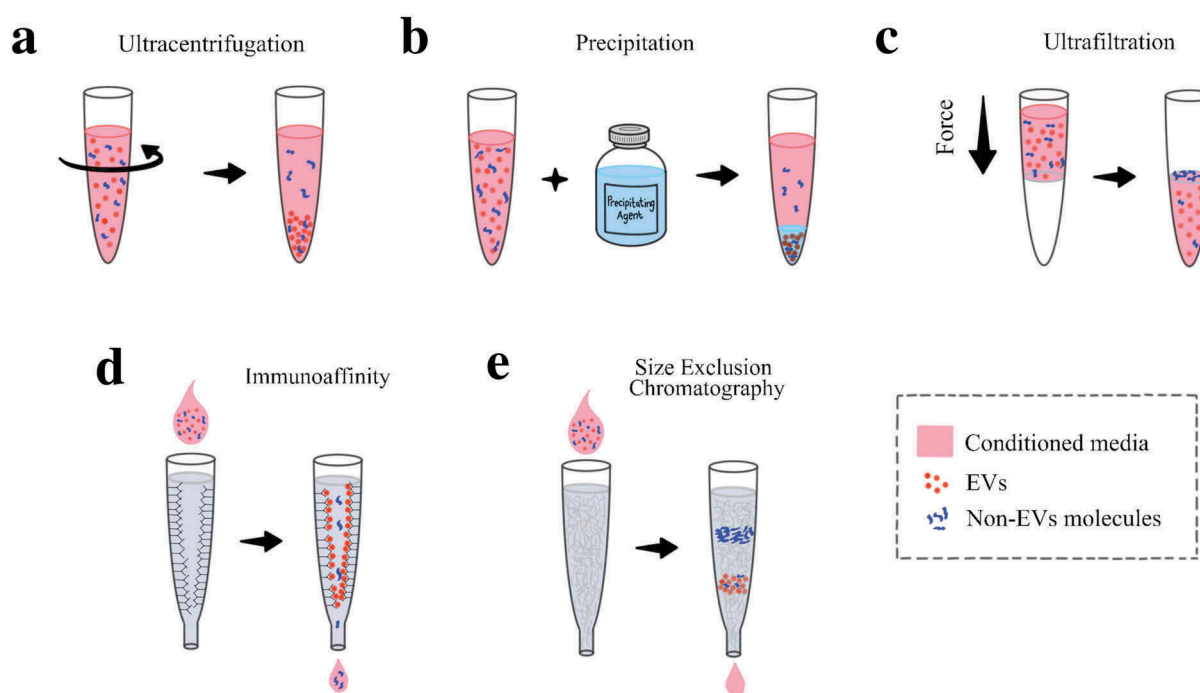 a
Ultracentrifugation
b
Precipitation
Precipitating
Agent
c
Ultrafiltration
Force
d
Immunoaffinity
e
Size Exclusion
Chromatography
Conditioned media
EVs
Non-EVs molecules